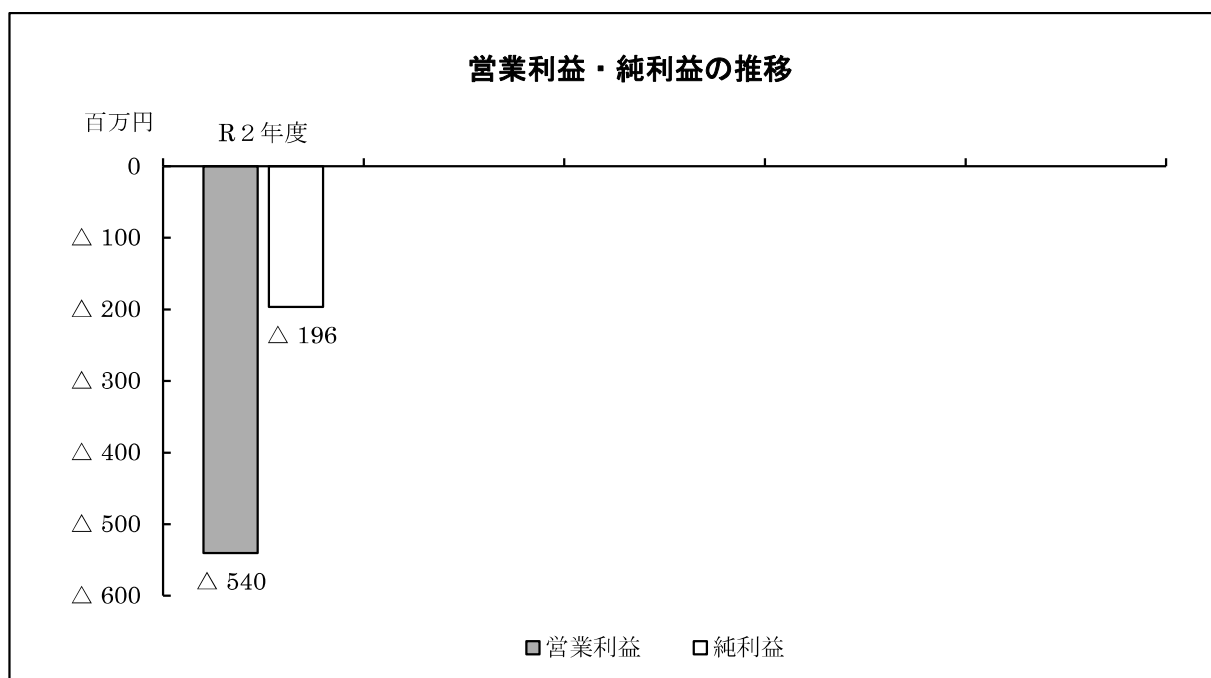 営業利益・純利益の推移
百万円
R２年度
0
△ 100
△ 200
△ 196
△ 300
△ 400
△ 500
△ 540
△ 600
営業利益 純利益